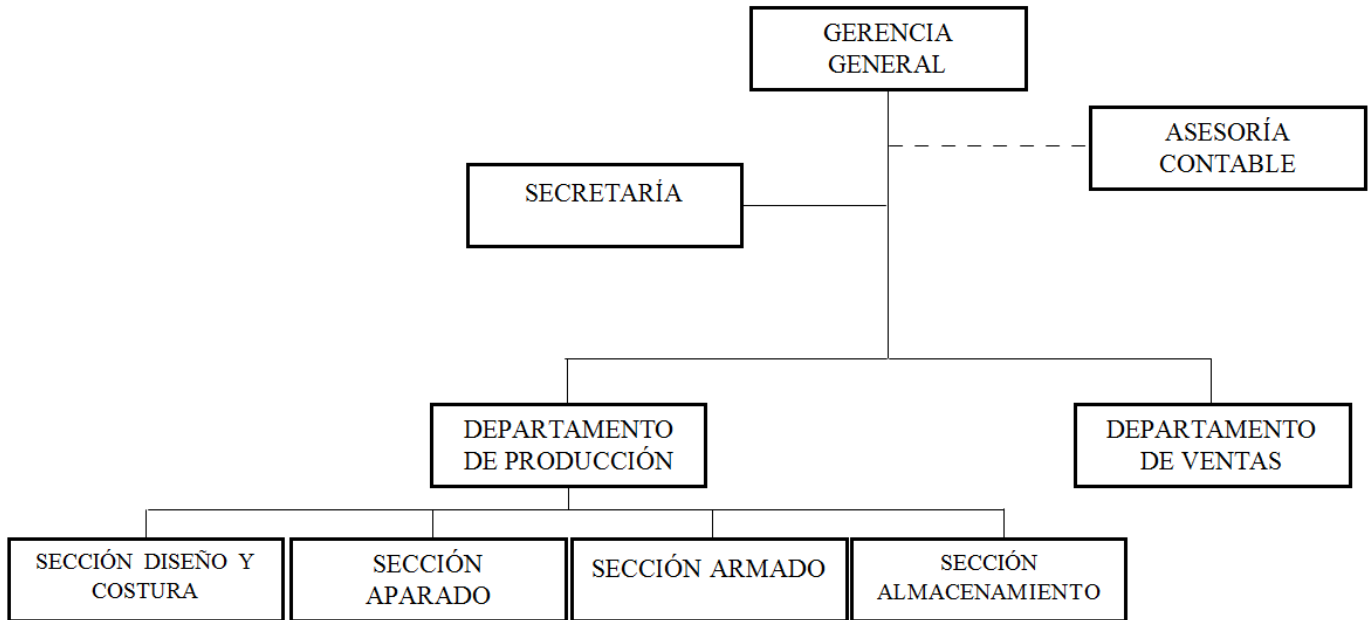 GERENCIA
GENERAL
ASESORÍA
CONTABLE
SECRETARÍA
DEPARTAMENTO
DE PRODUCCIÓN
DEPARTAMENTO
DE VENTAS
SECCIÓN DISEÑO Y
COSTURA
SECCIÓN
APARADO
SECCIÓN ARMADO
SECCIÓN
ALMACENAMIENTO